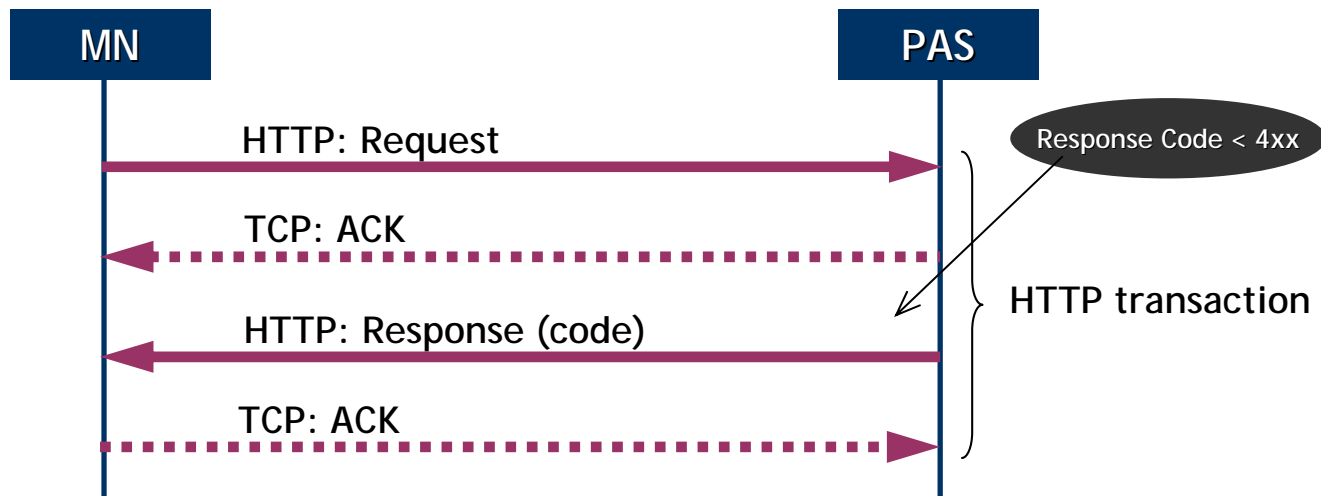 MN
PAS
HTTP: Request
Response Code < 4xx
TCP: ACK
HTTP transaction
HTTP: Response (code)
TCP: ACK